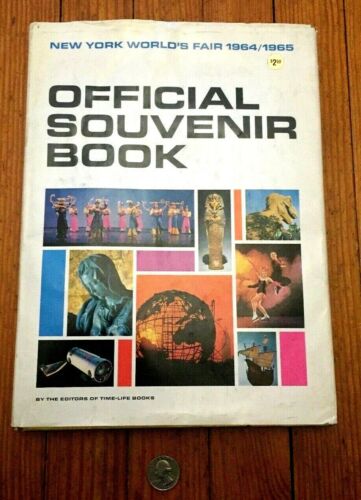 NEW YORK WORLD'S FAIR 1964/1965
$2.00
OFFICIAL
SOUVENIR
BOOK
BY THE EDITORS OF TIME-LIFE BOOKS